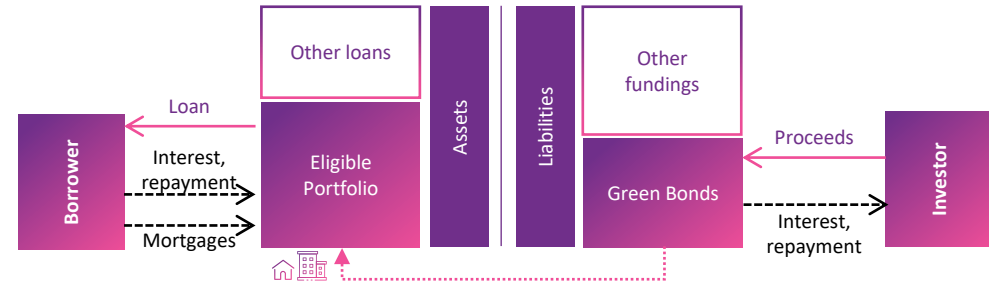 Other loans
Other
fundings
Assets
Liabilities
Loan
Proceeds
Borrower
Interest,
repayment
Eligible
Portfolio
Mortgages
Green Bonds
Interest,
repayment
Investor